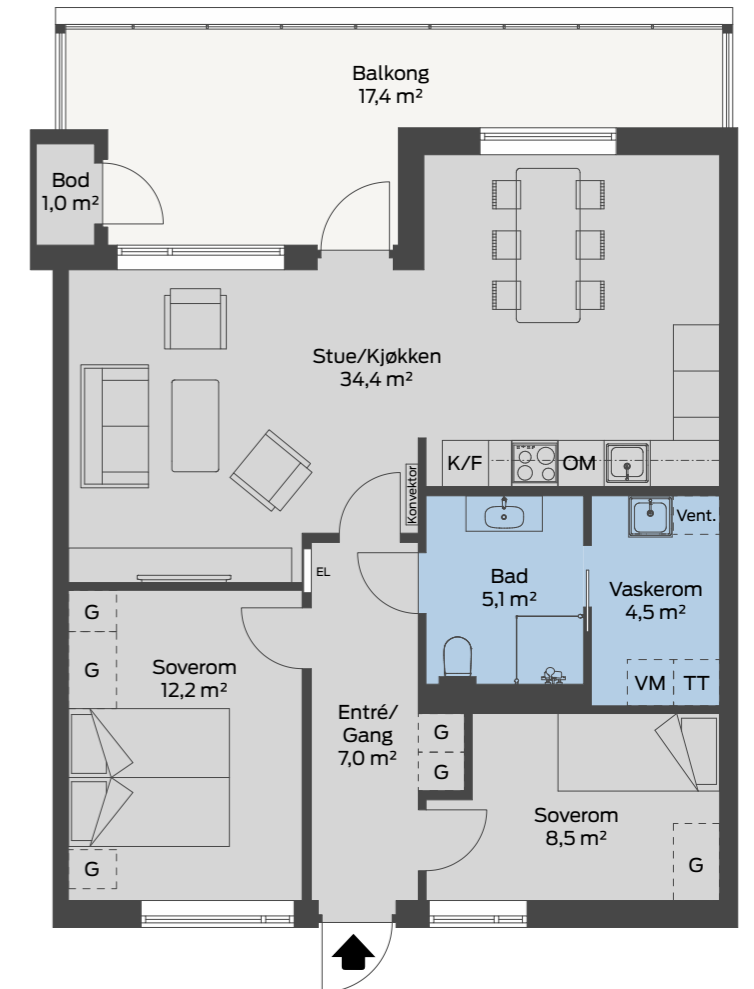 Balkong
17,4 m²
Bod
1,0 m²
Stue/Kjøkken
34,4 m²
K/F
OM
Konvektor
Vent.
EL
Bad
5,1 m²
Vaskerom
4,5 m²
G
G
Soverom
12,2 m²
VM
TT
Entré/
Gang
7,0 m²
G
G
Soverom
8,5 m²
G
G